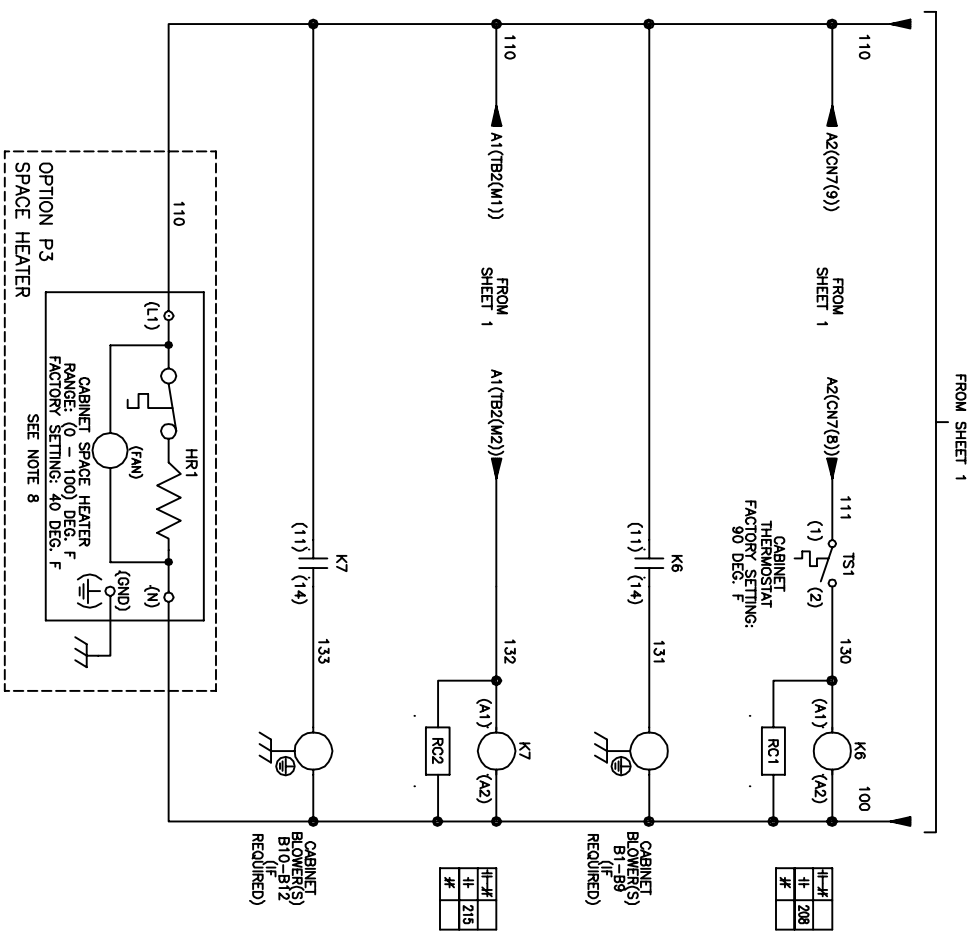 FROM SHEET 1
110
A2(CN7(9))
FROM
SHEET 1
A2(CN7(8))
111
(1)
TS1
(2)
CABINET
THERMOSTAT
FACTORY SETTING:
90 DEG. F
130
K6
(A1)
(A2)
RC1
100
208
K6
(11)
(14)
131
CABINET
BLOWER(S)
B1-B9
(IF
REQUIRED)
110
A1(TB2(M1))
FROM
SHEET 1
A1(TB2(M2))
132
K7
(A1)
(A2)
RC2
215
K7
(11)
(14)
133
CABINET
BLOWER(S)
B10-B12
(IF
REQUIRED)
110
(L1)
HR1
(FAN)
(N)
(GND)
CABINET SPACE HEATER
RANGE: (0 - 100) DEG. F
FACTORY SETTING: 40 DEG. F
SEE NOTE 8
OPTION P3
SPACE HEATER